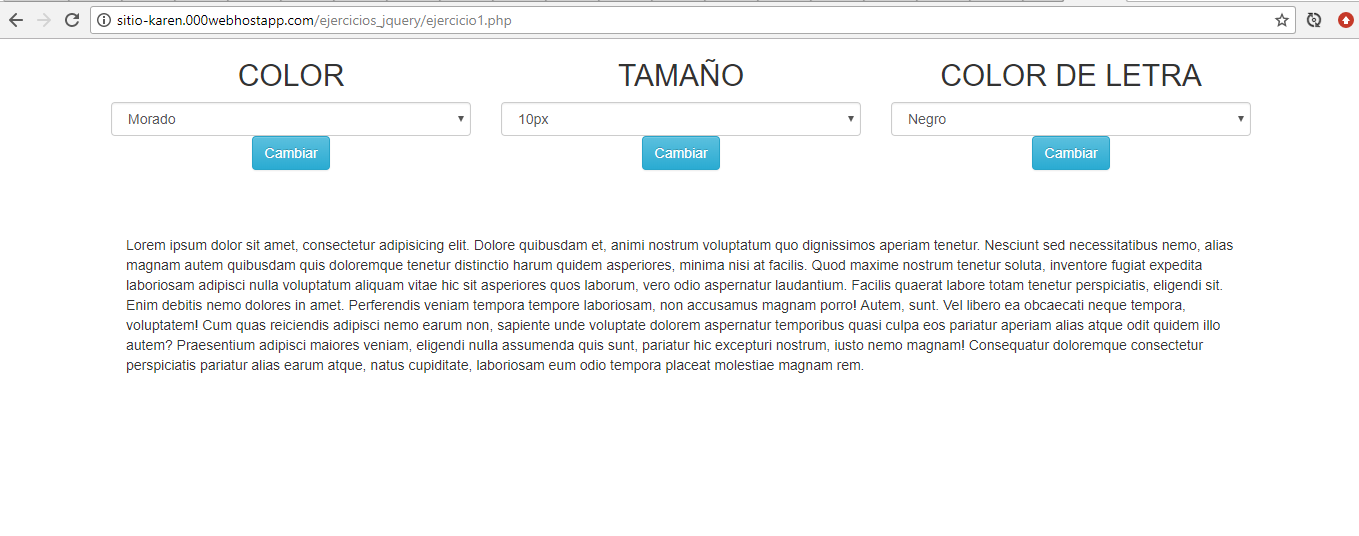 sitio-karen.000webhostapp.com/ejercicios_jquery/ejercicio1.php
COLOR
TAMAÑO
COLOR DE LETRA
Morado
10px
Negro
Cambiar
Cambiar
Cambiar
Lorem ipsum dolor sit amet, consectetur adipisicing elit. Dolore quibusdam et, animi nostrum voluptatum quo dignissimos aperiam tenetur. Nesciunt sed necessitatibus nemo, alias
magnam autem quibusdam quis doloremque tenetur distinctio harum quidem asperiores, minima nisi at facilis. Quod maxime nostrum tenetur soluta, inventore fugiat expedita
laboriosam adipisci nulla voluptatum aliquam vitae hic sit asperiores quos laborum, vero odio aspernatur laudantium. Facilis quaerat labore totam tenetur perspiciatis, eligendi sit.
Enim debitis nemo dolores in amet. Perferendis veniam tempora tempore laboriosam, non accusamus magnam porro! Autem, sunt. Vel libero ea obcaecati neque tempora,
voluptatem! Cum quas reiciendis adipisci nemo earum non, sapiente unde voluptate dolorem aspernatur temporibus quasi culpa eos pariatur aperiam alias atque odit quidem illo
autem? Praesentium adipisci maiores veniam, eligendi nulla assumenda quis sunt, pariatur hic excepturi nostrum, iusto nemo magnam! Consequatur doloremque consectetur
perspiciatis pariatur alias earum atque, natus cupiditate, laboriosam eum odio tempora placeat molestiae magnam rem.